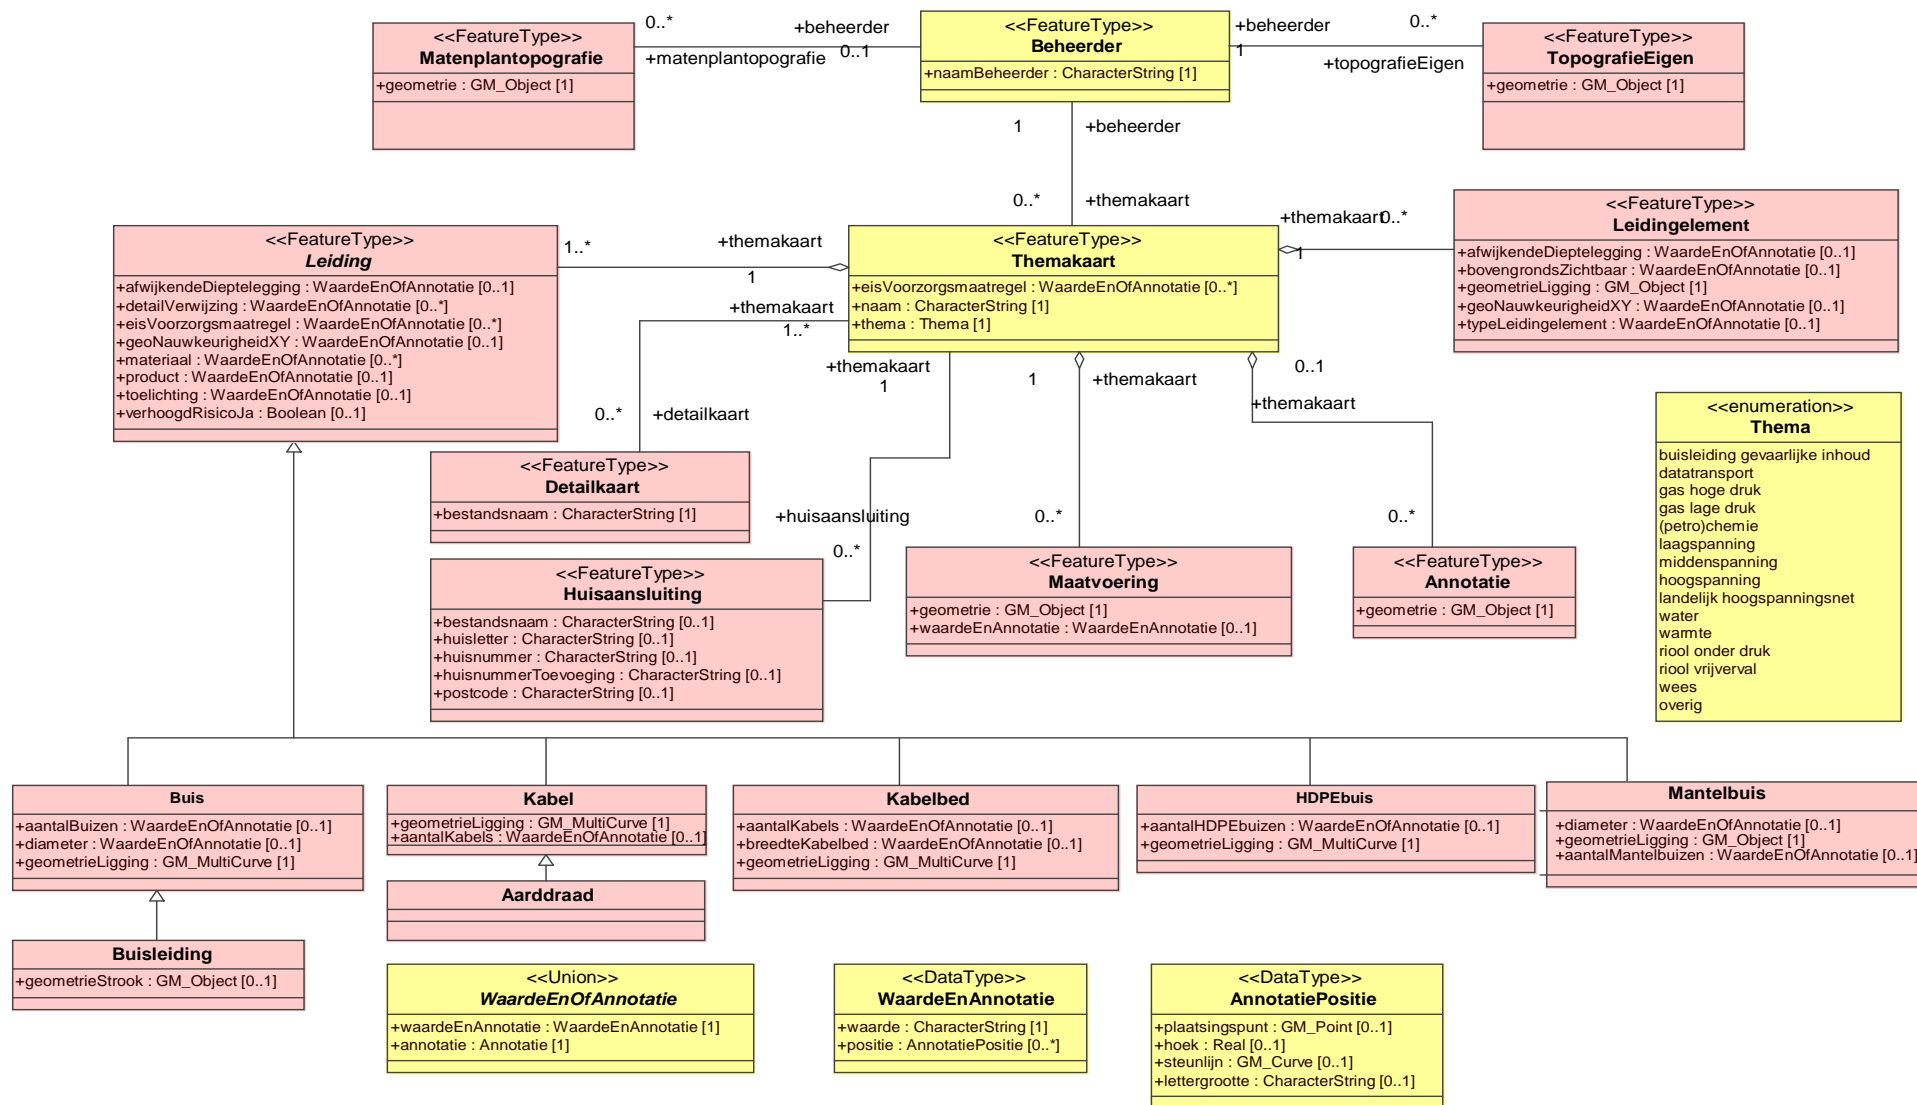 <<FeatureType>>
Matenplantopografie
+geometrie : GM_Object [1]
0..*
+beheerder
+matenplantopografie
0..1
<<FeatureType>>
Beheerder
+naamBeheerder : CharacterString [1]
+beheerder
1
0..*
+topografieEigen
<<FeatureType>>
TopografieEigen
+geometrie : GM_Object [1]
1
+beheerder
0..*
+themakaart
<<FeatureType>>
Leiding
+afwijkendeDieptelegging : WaardeEnOfAnnotatie [0..1]
+detailVerwijzing : WaardeEnOfAnnotatie [0..*]
+eisVoorzorgsmaatregel : WaardeEnOfAnnotatie [0..*]
+geoNauwkeurigheidXY : WaardeEnOfAnnotatie [0..1]
+materiaal : WaardeEnOfAnnotatie [0..*]
+product : WaardeEnOfAnnotatie [0..1]
+toelichting : WaardeEnOfAnnotatie [0..1]
+verhoogdRisicoJa : Boolean [0..1]
1..*
+themakaart
1
<<FeatureType>>
Themakaart
+eisVoorzorgsmaatregel : WaardeEnOfAnnotatie [0..*]
+naam : CharacterString [1]
+thema : Thema [1]
+themakaart
0..*
1
<<FeatureType>>
Leidingelement
+afwijkendeDieptelegging : WaardeEnOfAnnotatie [0..1]
+bovengrondsZichtbaar : WaardeEnOfAnnotatie [0..1]
+geometrieLigging : GM_Object [1]
+geoNauwkeurigheidXY : WaardeEnOfAnnotatie [0..1]
+typeLeidingelement : WaardeEnOfAnnotatie [0..1]
+themakaart
1..*
0..*
+detailkaart
+themakaart
1
+huisaansluiting
0..*
1
+themakaart
0..*
0..1
+themakaart
0..*
<<FeatureType>>
Detailkaart
+bestandsnaam : CharacterString [1]
<<FeatureType>>
Huisaansluiting
+bestandsnaam : CharacterString [0..1]
+huisletter : CharacterString [0..1]
+huisnummer : CharacterString [0..1]
+huisnummerToevoeging : CharacterString [0..1]
+postcode : CharacterString [0..1]
<<FeatureType>>
Maatvoering
+geometrie : GM_Object [1]
+waardeEnAnnotatie : WaardeEnAnnotatie [0..1]
<<FeatureType>>
Annotatie
+geometrie : GM_Object [1]
<<enumeration>>
Thema
buisleiding gevaarlijke inhoud
datatransport
gas hoge druk
gas lage druk
(petro)chemie
laagspanning
middenspanning
hoogspanning
landelijk hoogspanningsnet
water
warmte
riool onder druk
riool vrijverval
wees
overig
Buis
+aantalBuizen : WaardeEnOfAnnotatie [0..1]
+diameter : WaardeEnOfAnnotatie [0..1]
+geometrieLigging : GM_MultiCurve [1]
Kabel
+geometrieLigging : GM_MultiCurve [1]
+aantalKabels : WaardeEnOfAnnotatie [0..1]
Kabelbed
+aantalKabels : WaardeEnOfAnnotatie [0..1]
+breedteKabelbed : WaardeEnOfAnnotatie [0..1]
+geometrieLigging : GM_MultiCurve [1]
HDPEbuis
+aantalHDPEbuizen : WaardeEnOfAnnotatie [0..1]
+geometrieLigging : GM_MultiCurve [1]
Mantelbuis
+diameter : WaardeEnOfAnnotatie [0..1]
+geometrieLigging : GM_Object [1]
+aantalMantelbuizen : WaardeEnOfAnnotatie [0..1]
Aarddraad
Buisleiding
+geometrieStrook : GM_Object [0..1]
<<Union>>
WaardeEnOfAnnotatie
+waardeEnAnnotatie : WaardeEnAnnotatie [1]
+annotatie : Annotatie [1]
<<DataType>>
WaardeEnAnnotatie
+waarde : CharacterString [1]
+positie : AnnotatiePositie [0..*]
<<DataType>>
AnnotatiePositie
+plaatsingspunt : GM_Point [0..1]
+hoek : Real [0..1]
+steunlijn : GM_Curve [0..1]
+lettergrootte : CharacterString [0..1]